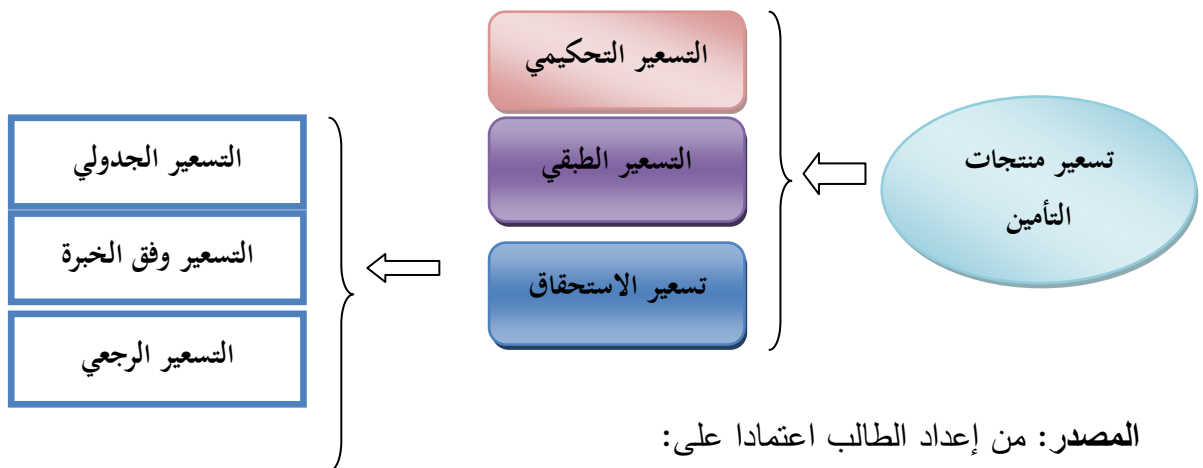 تسعير منتجات
التأمين
التسعير التحكيمي
التسعير الطبقي
تسعير الاستحقاق
التسعير الجدولي
التسعير وفق الخبرة
التسعير الرجعي
المصدر: من إعداد الطالب اعتمادا على: